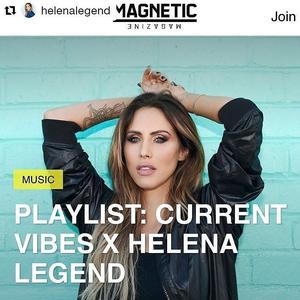 helenalegend
MAGNETIC
MAGAZINE
Join
MUSIC
PLAYLIST: CURRENT
VIBES X HELENA
LEGEND